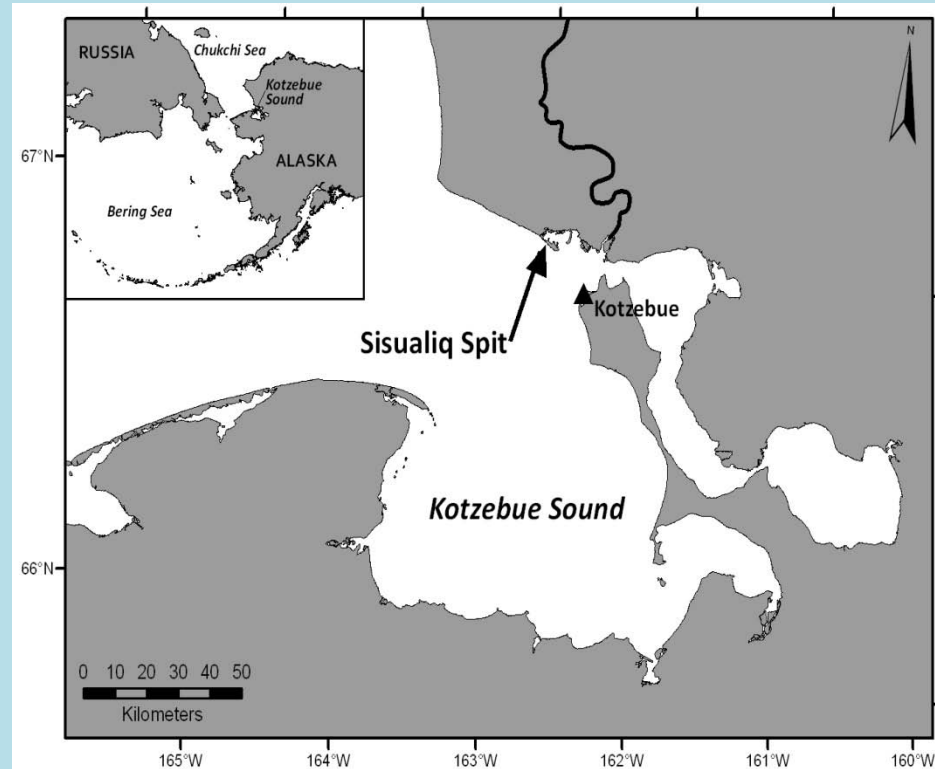 RUSSIA
Chukchi Sea
Kotzebue
Sound
ALASKA
Bering Sea
N
67°N
Kotzebue
Sisualiq Spit
Kotzebue Sound
66°N
0 10 20 30 40 50
Kilometers
165°W 164°W 163°W 162°W 161°W 160°W